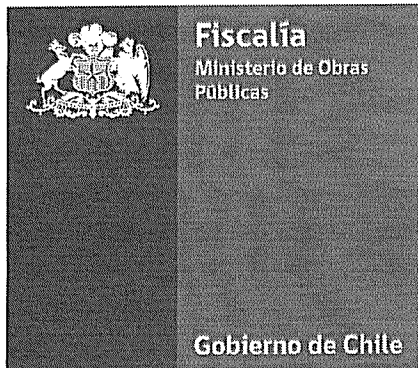 Fiscalía
Ministerio de Obras
Públicas
Gobierno de Chile